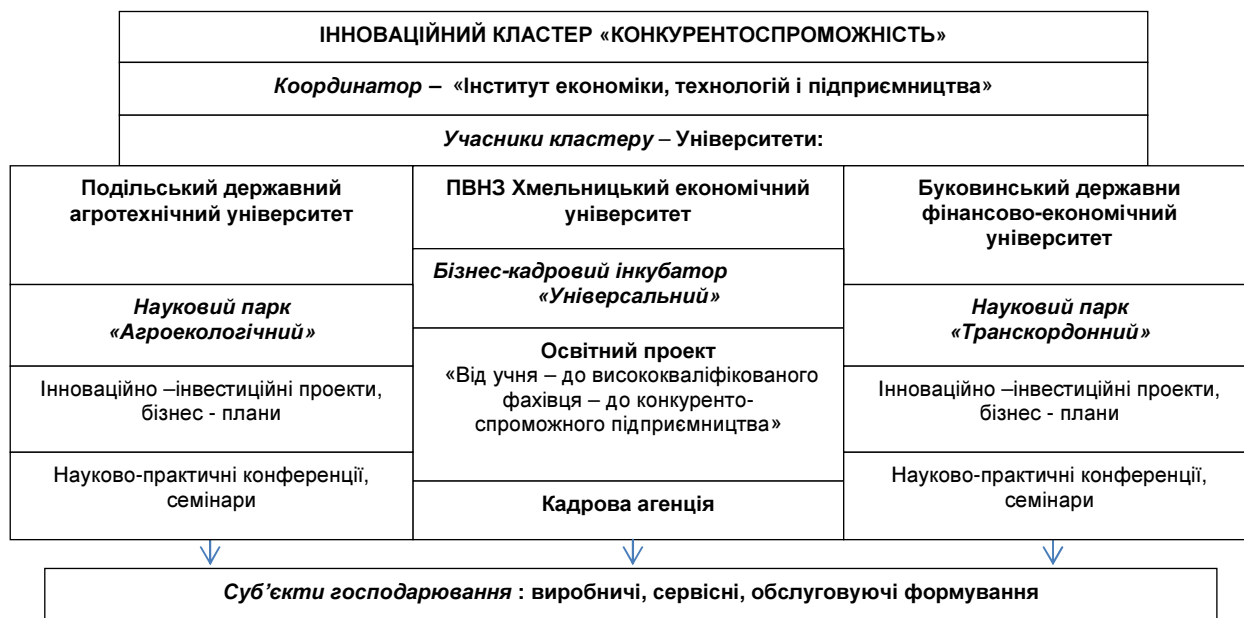 ІННОВАЦІЙНИЙ КЛАСТЕР «КОНКУРЕНТОСПРОМОЖНІСТЬ»
Координатор – «Інститут економіки, технологій і підприємництва»
Учасники кластеру – Університети:
Подільський державний
агротехнічний університет
Науковий парк
«Агроекологічний»
Інноваційно –інвестиційні проекти,
бізнес - плани
Науково-практичні конференції,
семінари
ПВНЗ Хмельницький економічний
університет
Бізнес-кадровий інкубатор
«Універсальний»
Освітний проект
«Від учня – до висококваліфікованого
фахівця – до конкуренто-
спроможного підприємництва»
Кадрова агенція
Буковинський державни
фінансово-економічний
університет
Науковий парк
«Транскордонний»
Інноваційно –інвестиційні проекти,
бізнес - плани
Науково-практичні конференції,
семінари
Суб’єкти господарювання : виробничі, сервісні, обслуговуючі формування